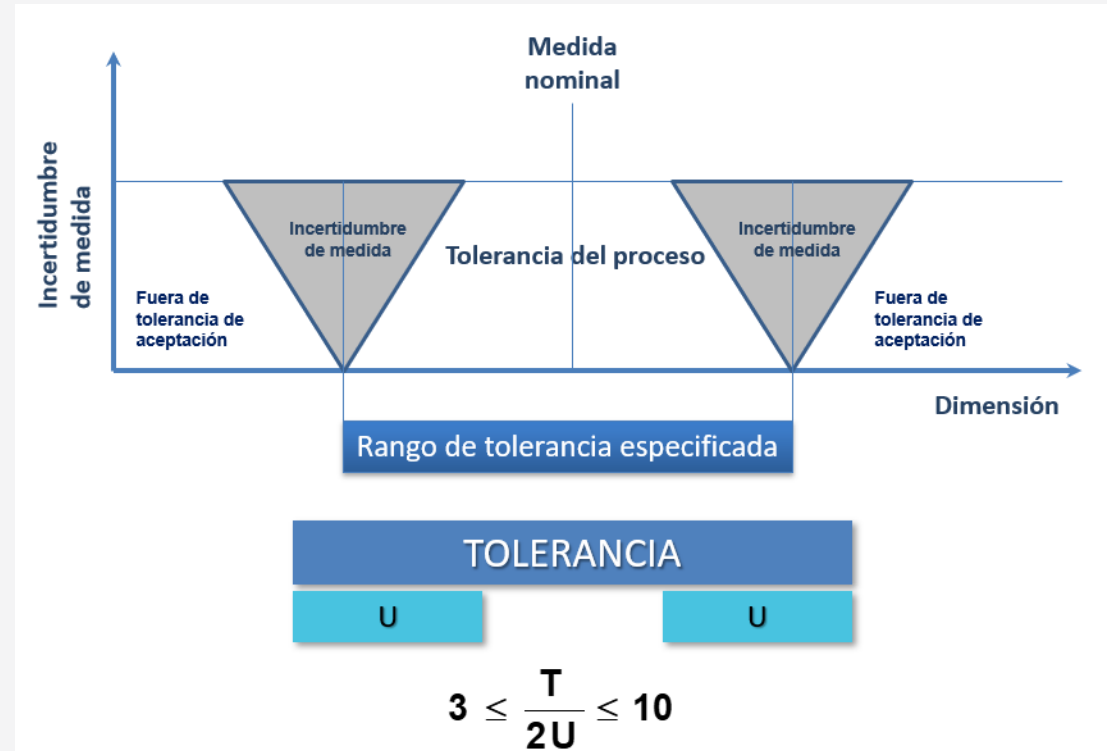 Medida
nominal
Incertidumbre
de medida
Incertidumbre
de medida
Tolerancia del proceso
Incertidumbre
de medida
Fuera de
tolerancia de
aceptación
Fuera de
tolerancia de
aceptación
Dimensión
Rango de tolerancia especificada
TOLERANCIA
U
U
3 ≤ T / 2U ≤ 10